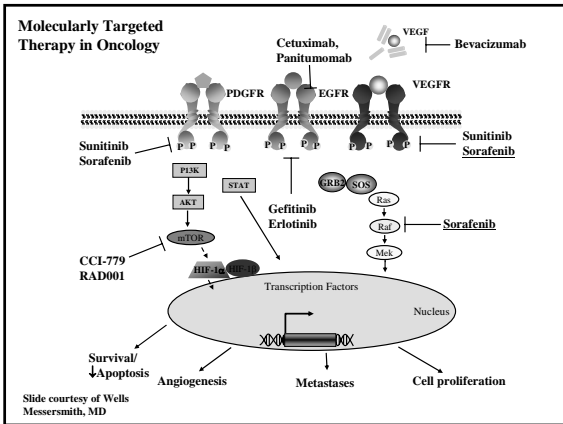 Molecularly Targeted
Therapy in Oncology
VEGF
Bevacizumab
Cetuximab,
Panitumomab
PDGFR
EGFR
VEGFR
P P
P P
P P
Sunitinib
Sorafenib
Sunitinib
Sorafenib
P13K
STAT
GRB2
SOS
Ras
AKT
Gefitinib
Erlotinib
Raf
Sorafenib
mTOR
Mek
CCI-779
RAD001
HIF-1α
HIF-1β
Transcription Factors
Nucleus
Survival/
Apoptosis
Angiogenesis
Metastases
Cell proliferation
Slide courtesy of Wells
Messersmith, MD